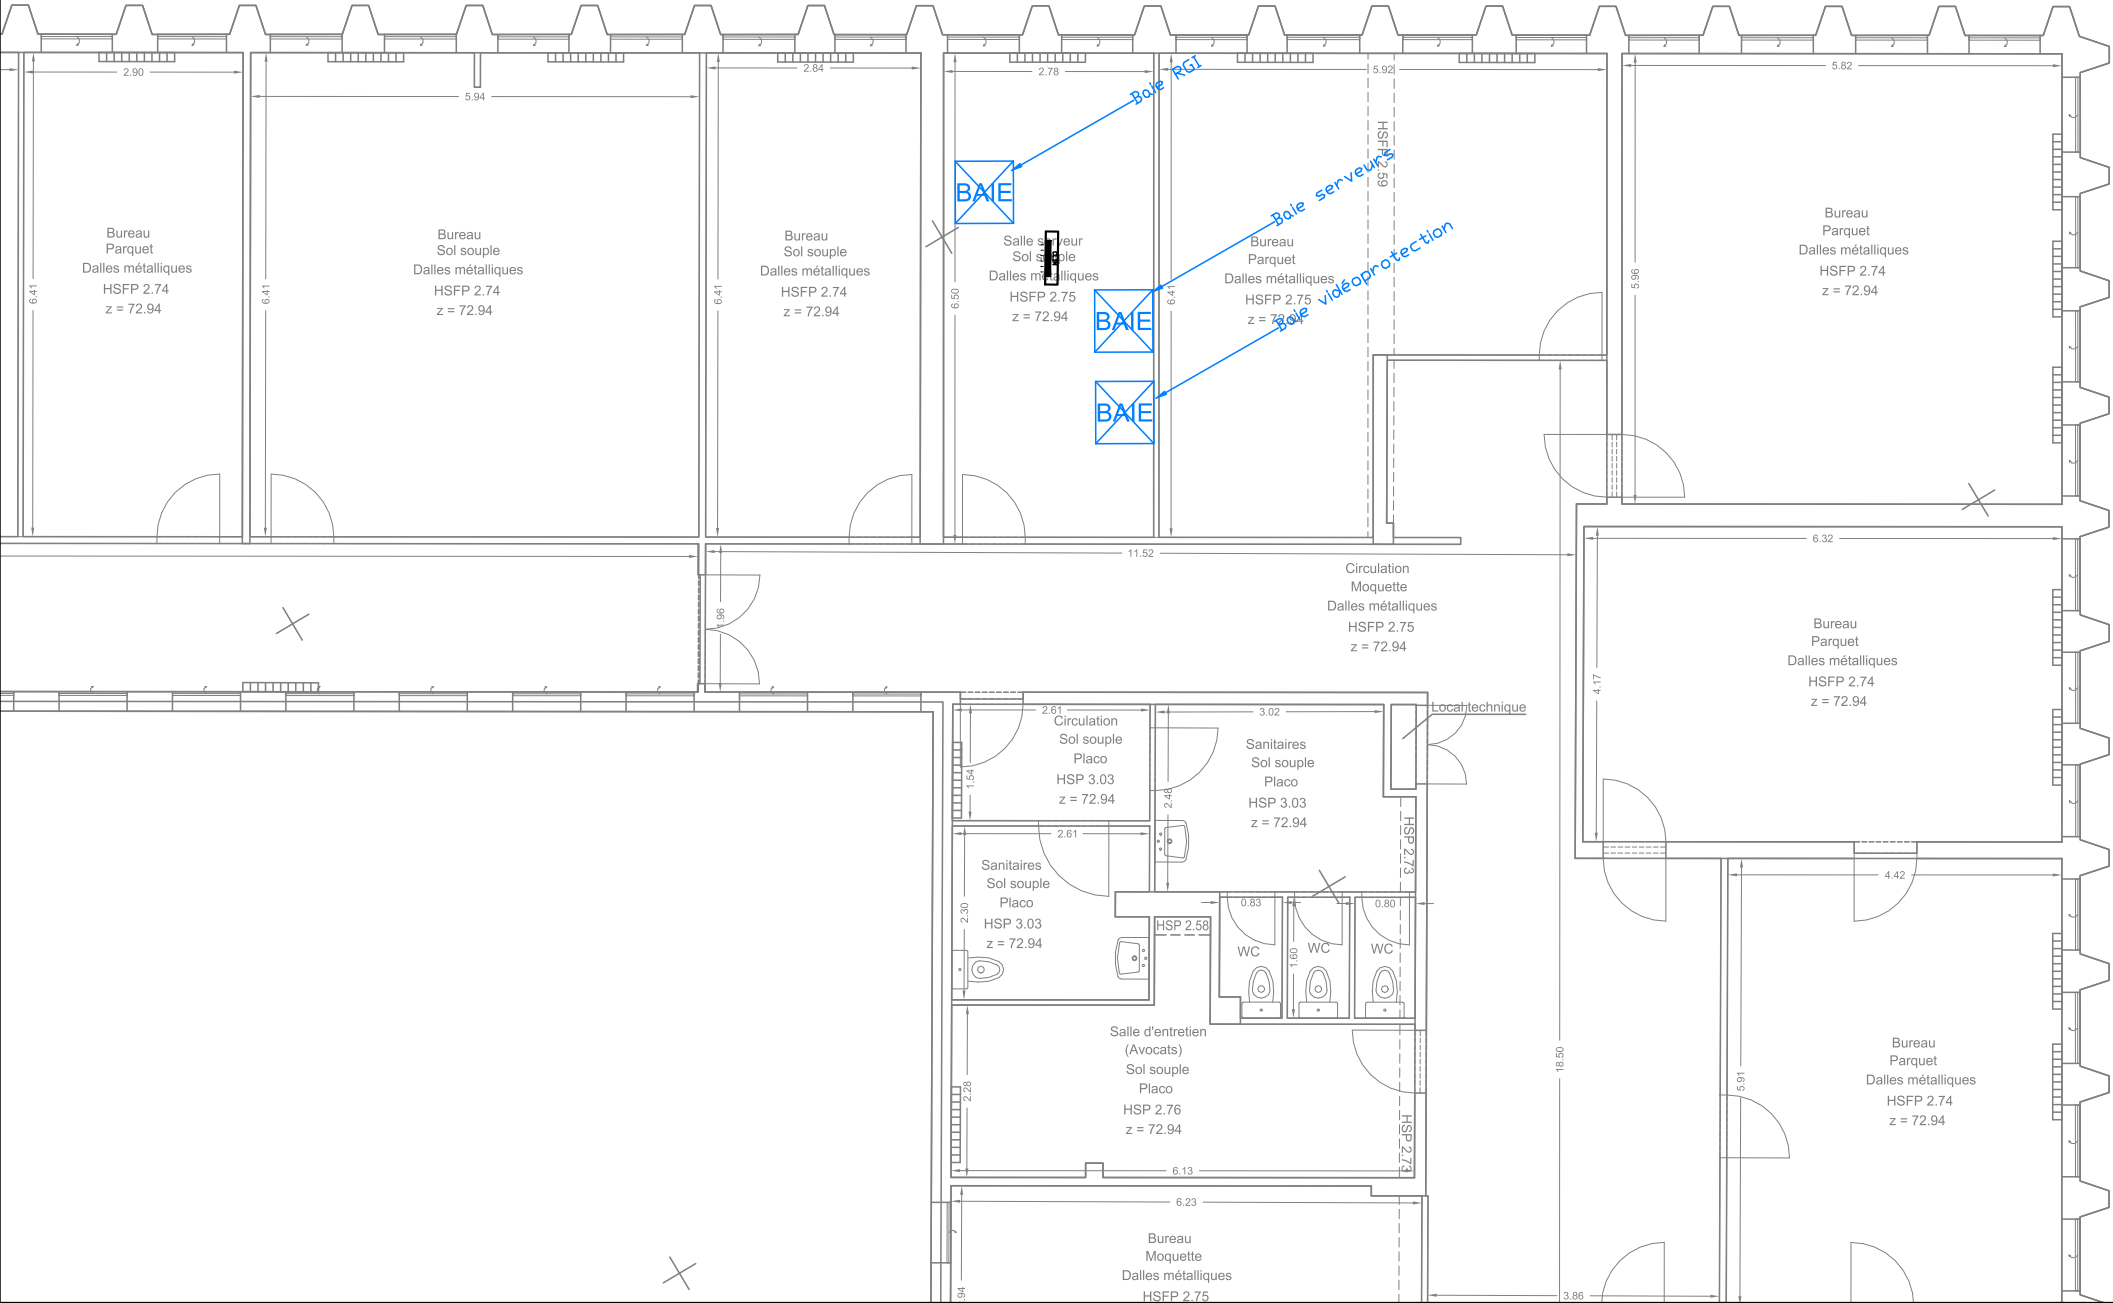 2.90
5.94
2.84
2.78
5.92
5.82
Baie RGI
HSFP 2.59
Baie serveurs
Baie vidéoprotection
BAIE
BAIE
BAIE
Bureau
Parquet
Dalles métalliques
HSFP 2.74
z = 72.94
6.41
Bureau
Sol souple
Dalles métalliques
HSFP 2.74
z = 72.94
6.41
Bureau
Sol souple
Dalles métalliques
HSFP 2.74
z = 72.94
6.41
Salle serveur
Sol souple
Dalles métalliques
HSFP 2.75
z = 72.94
6.50
Bureau
Parquet
Dalles métalliques
HSFP 2.75
z = 72.94
6.41
Bureau
Parquet
Dalles métalliques
HSFP 2.74
z = 72.94
5.96
11.52
1.96
Circulation
Moquette
Dalles métalliques
HSFP 2.75
z = 72.94
6.32
4.17
Bureau
Parquet
Dalles métalliques
HSFP 2.74
z = 72.94
Local technique
2.61
Circulation
Sol souple
Placo
HSP 3.03
z = 72.94
1.54
3.02
Sanitaires
Sol souple
Placo
HSP 3.03
z = 72.94
2.48
HSP 2.73
2.61
Sanitaires
Sol souple
Placo
HSP 3.03
z = 72.94
2.30
HSP 2.58
0.83
0.80
WC
WC
WC
1.60
4.42
18.50
Salle d'entretien
(Avocats)
Sol souple
Placo
HSP 2.76
z = 72.94
2.28
HSP 2.73
6.13
5.91
Bureau
Parquet
Dalles métalliques
HSFP 2.74
z = 72.94
6.23
Bureau
Moquette
Dalles métalliques
HSFP 2.75
.94
3.86